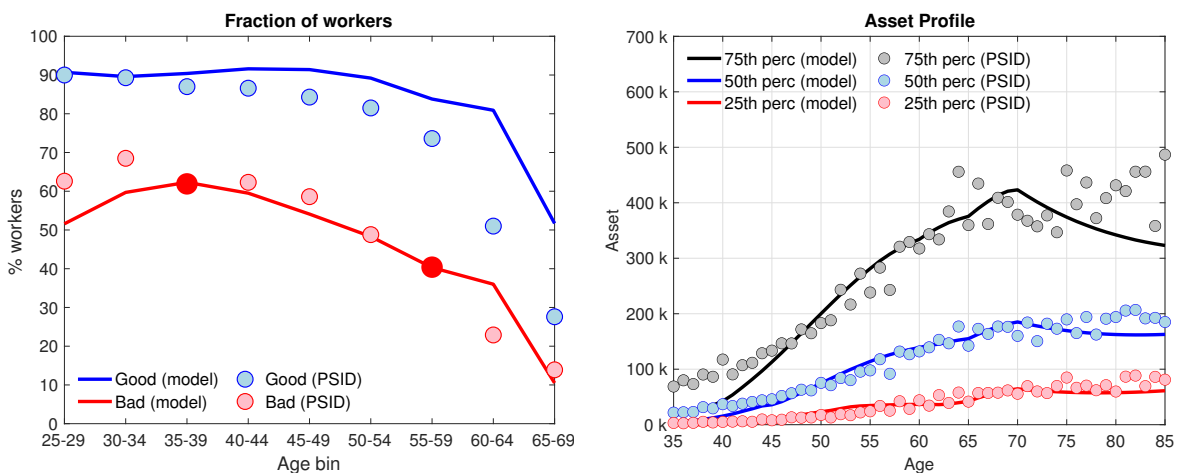 Fraction of workers
100
90
80
70
60
50
40
30
20
10
0
% workers
Good (model)
Good (PSID)
Bad (model)
Bad (PSID)
25-29 30-34 35-39 40-44 45-49 50-54 55-59 60-64 65-69
Age bin
Asset Profile
700 k
600 k
500 k
400 k
300 k
200 k
100 k
0 k
Asset
75th perc (model)
75th perc (PSID)
50th perc (model)
50th perc (PSID)
25th perc (model)
25th perc (PSID)
35 40 45 50 55 60 65 70 75 80 85
Age